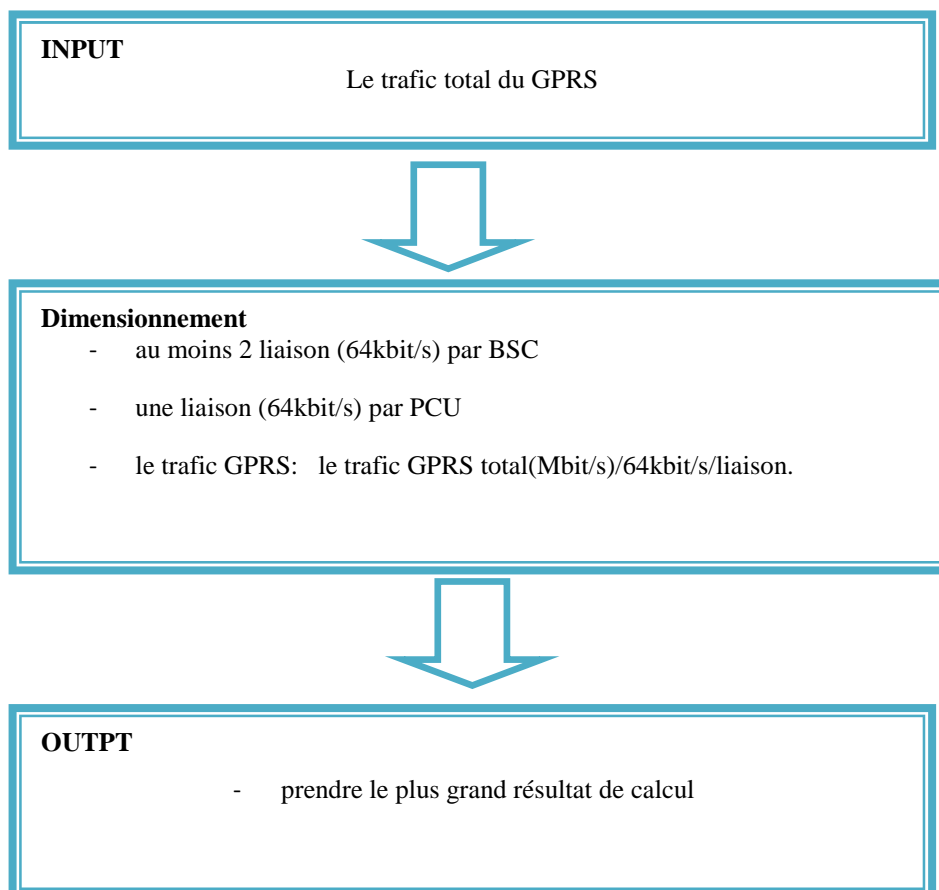 INPUT
Le trafic total du GPRS
Dimensionnement
- au moins 2 liaison (64kbit/s) par BSC
- une liaison (64kbit/s) par PCU
- le trafic GPRS: le trafic GPRS total(Mbit/s)/64kbit/s/liaison.
OUTPT
- prendre le plus grand résultat de calcul